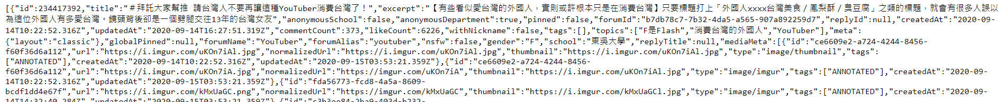 [{"id":234417392,"title":"＃拜託大家幫推 請台灣人不要再讓這種YouTuber消費台灣了！","excerpt":"【有些看似愛台灣的外國人，實則或許根本只是在消費台灣】只要標題打上「外國人xxxx台灣美食／鳳梨酥／臭豆腐」之類的標題，就會有很多人誤以
為這位外國人有多愛台灣。鏡頭背後卻是一個劈腿交往13年的台灣女友","anonymousSchool":false,"anonymousDepartment":true,"pinned":false,"forumId":"b7db78c7-7b32-4da5-a565-907a892259d7","replyId":null,"createdAt":"2020-09-
14T10:22:52.316Z","updatedAt":"2020-09-14T16:27:51.319Z","commentCount":373,"likeCount":6226,"withNickname":false,"tags":[],"topics":["F是Flash","消費台灣的外國人","YouTuber"],"meta":
{"layout":"classic"},"globalPinned":null,"forumName":"YouTuber","forumAlias":"youtuber","nsfw":false,"gender":"F","school":"東吳大學","replyTitle":null,"mediaMeta":[{"id":"ce6609e2-a724-4244-8456-
f60f36d6a112","url":"https://i.imgur.com/uKOn7iAl.jpg","normalizedUrl":"https://i.imgur.com/uKOn7iAl.jpg","thumbnail":"https://i.imgur.com/uKOn7iAl.jpg","type":"image/thumbnail","tags":
["ANNOTATED"],"createdAt":"2020-09-14T10:22:52.316Z","updatedAt":"2020-09-15T03:53:21.359Z"},{"id":"ce6609e2-a724-4244-8456-
f60f36d6a112","url":"https://i.imgur.com/uKOn7iA.jpg","normalizedUrl":"https://imgur.com/uKOn7iA","thumbnail":"https://i.imgur.com/uKOn7iAl.jpg","type":"image/imgur","tags":["ANNOTATED"],"createdAt":"2020-09-
14T10:22:52.316Z","updatedAt":"2020-09-15T03:53:21.359Z"},{"id":"fda56773-fcd8-4a5a-8609-
bcdf1dd4e67f","url":"https://i.imgur.com/kMxUaGC.png","normalizedUrl":"https://imgur.com/kMxUaGC","thumbnail":"https://i.imgur.com/kMxUaGCl.jpg","type":"image/imgur","tags":["ANNOTATED"],"createdAt":"2020-09-
14T14:32:40.284Z","updatedAt":"2020-09-15T03:53:21.359Z"},{"id":"c3b3ee84-2ba9-403d-b232-